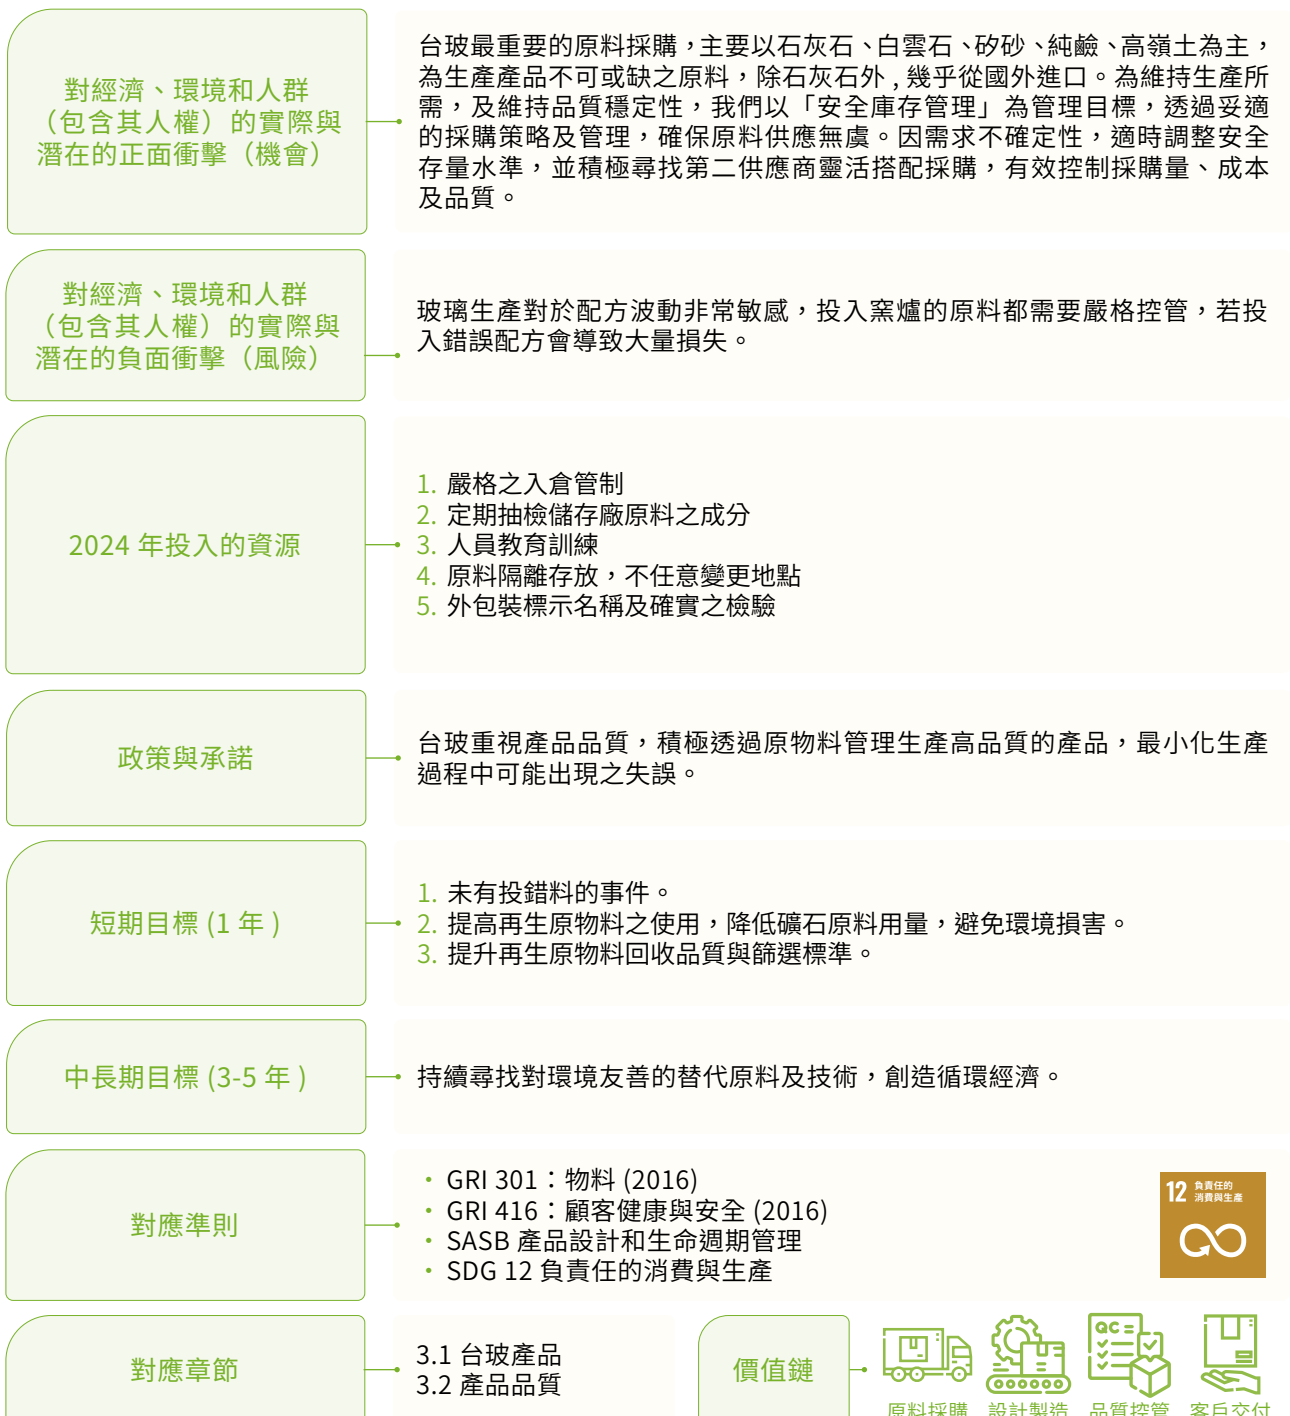 對經濟、環境和人群
（包含其人權）的實際與
潛在的正面衝擊（機會）
台玻最重要的原料採購，主要以石灰石、白雲石、矽砂、純鹼、高嶺土為主，
為生產產品不可或缺之原料，除石灰石外 , 幾乎從國外進口。為維持生產所
需，及維持品質穩定性，我們以「安全庫存管理」為管理目標，透過妥適
的採購策略及管理，確保原料供應無虞。因需求不確定性，適時調整安全
存量水準，並積極尋找第二供應商靈活搭配採購，有效控制採購量、成本
及品質。
對經濟、環境和人群
（包含其人權）的實際與
潛在的負面衝擊（風險）
玻璃生產對於配方波動非常敏感，投入窯爐的原料都需要嚴格控管，若投
入錯誤配方會導致大量損失。
2024 年投入的資源
1. 嚴格之入倉管制
2. 定期抽檢儲存廠原料之成分
3. 人員教育訓練
4. 原料隔離存放，不任意變更地點
5. 外包裝標示名稱及確實之檢驗
政策與承諾
台玻重視產品品質，積極透過原物料管理生產高品質的產品，最小化生產
過程中可能出現之失誤。
短期目標 (1 年 )
1. 未有投錯料的事件。
2. 提高再生原物料之使用，降低礦石原料用量，避免環境損害。
3. 提升再生原物料回收品質與篩選標準。
中長期目標 (3-5 年 )
持續尋找對環境友善的替代原料及技術，創造循環經濟。
對應準則
• GRI 301：物料 (2016)
• GRI 416：顧客健康與安全 (2016)
• SASB 產品設計和生命週期管理
• SDG 12 負責任的消費與生產
12 負責任的
消費與生產
對應章節
3.1 台玻產品
3.2 產品品質
價值鏈
QC
原料採購 設計製造 品質控管 客戶交付